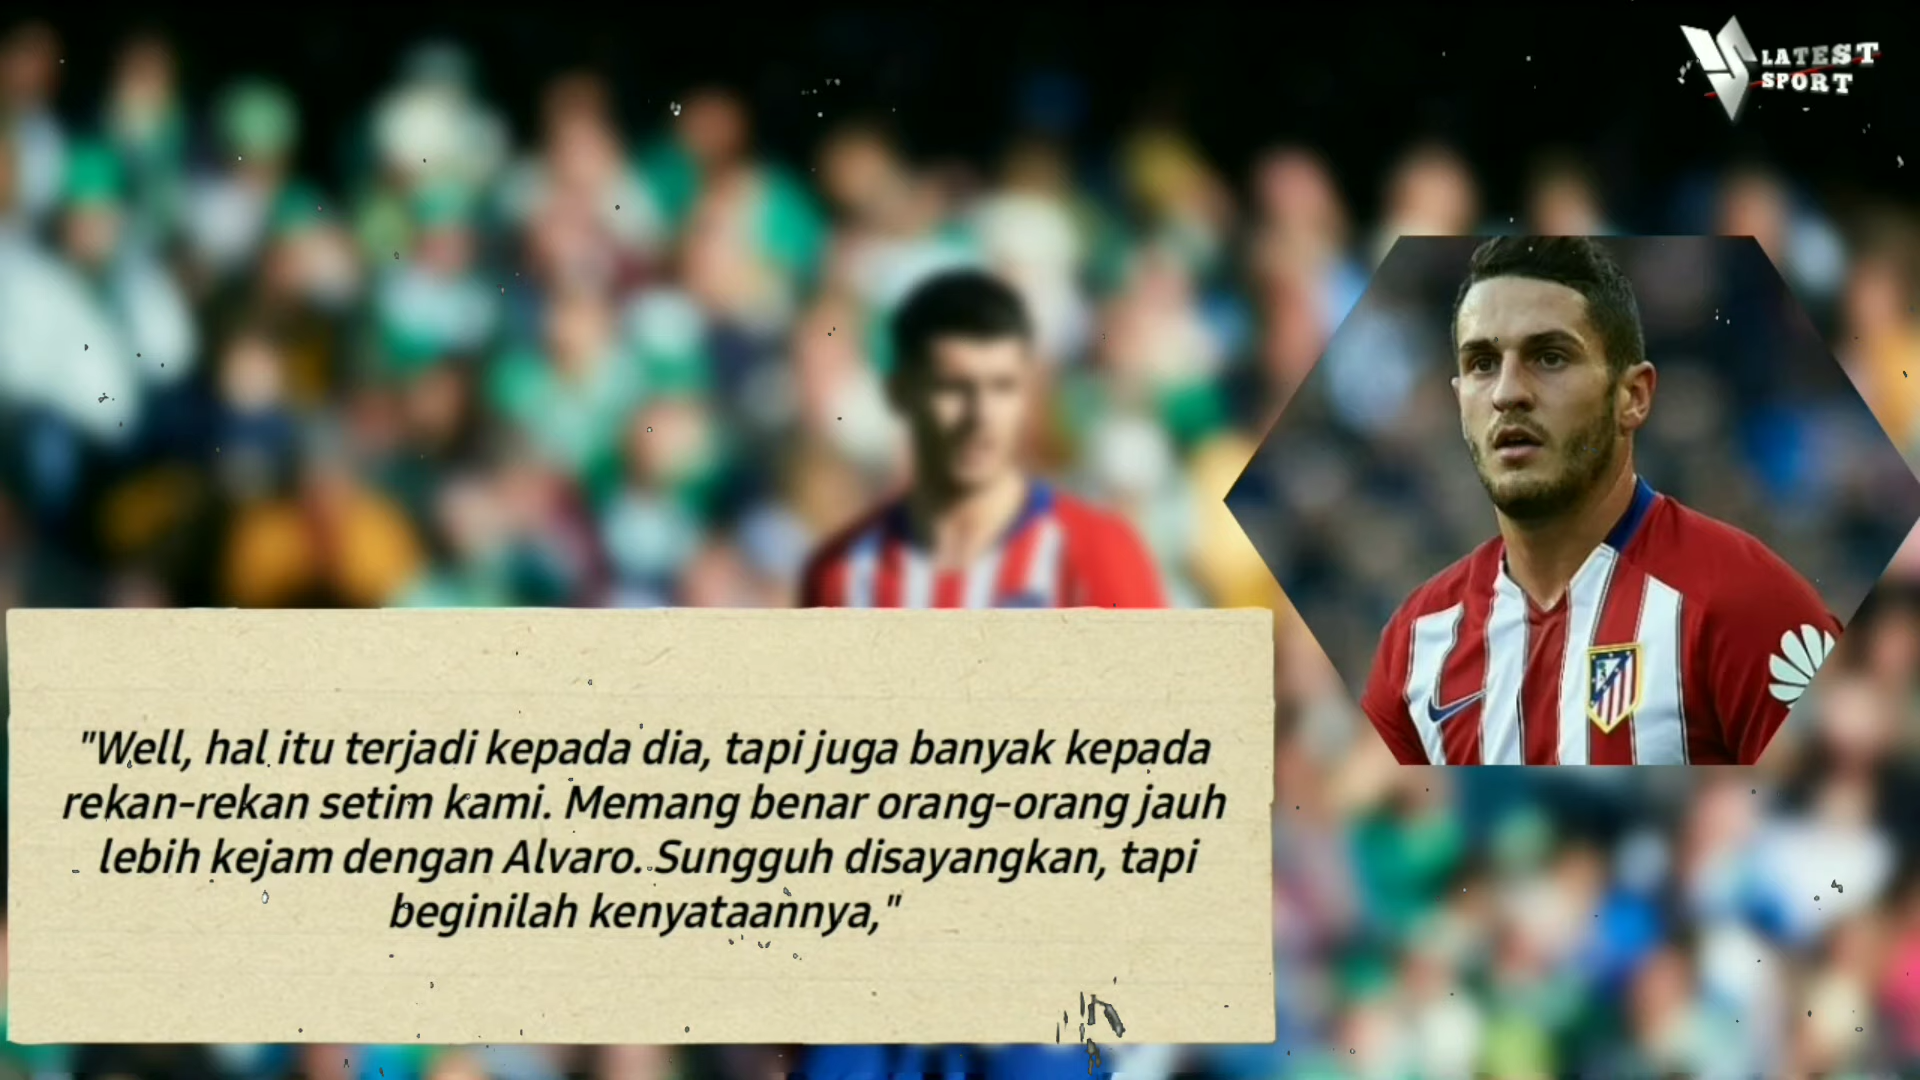 LATEST
SPORT
"Well, hal itu terjadi kepada dia, tapi juga banyak kepada
rekan-rekan setim kami. Memang benar orang-orang jauh
lebih kejam dengan Alvaro. Sungguh disayangkan, tapi
beginilah kenyataannya,"